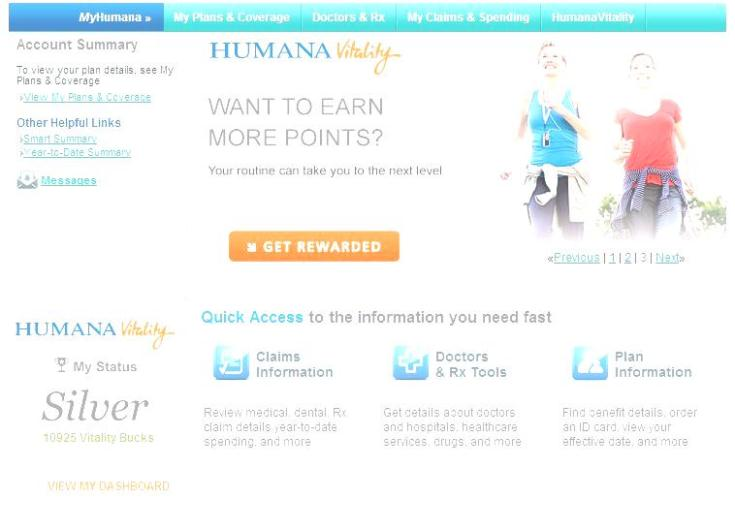 MyHumana »
My Plans & Coverage
Doctors & Rx
My Claims & Spending
HumanaVitality
Account Summary
To view your plan details, see My
Plans & Coverage
›View My Plans & Coverage
Other Helpful Links
›Smart Summary
›Year-to-Date Summary
Messages
HUMANA Vitality
WANT TO EARN
MORE POINTS?
Your routine can take you to the next level
GET REWARDED
«Previous | 1 | 2 | 3 | Next»
HUMANA Vitality
My Status
Silver
10925 Vitality Bucks
VIEW MY DASHBOARD
Quick Access to the information you need fast
Claims
Information
Review medical, dental, Rx
claim details,year-to-date
spending, and more
Doctors
& Rx Tools
Get details about doctors
and hospitals, healthcare
services, drugs, and more
Plan
Information
Find benefit details, order
an ID card, view your
effective date, and more